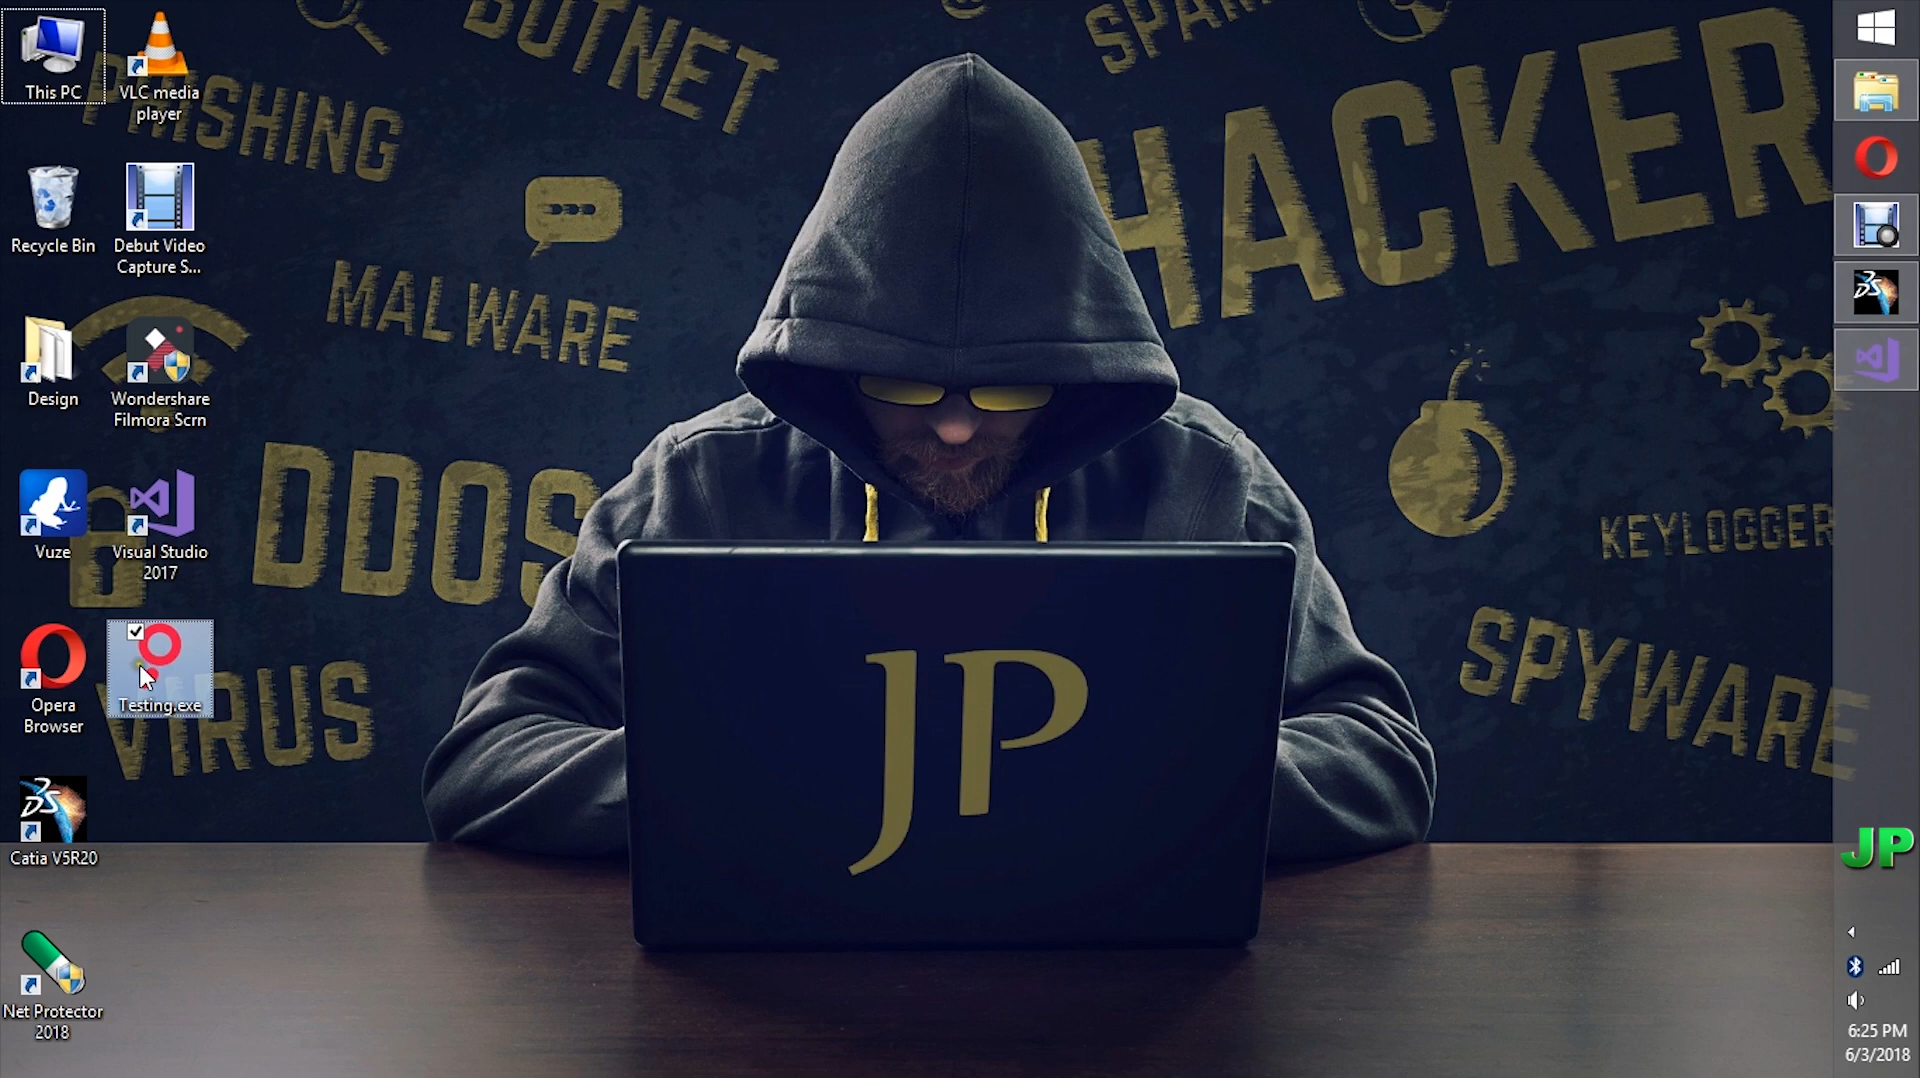 This PC
VLC media
player
Recycle Bin
Debut Video
Capture S...
Design
Wondershare
Filmora Scrn
Vuze
Visual Studio
2017
Opera
Browser
Testing.exe
Catia V5R20
Net Protector
2018
PHISHING
BOTNET
SPAM
HACKER
MALWARE
DDOS
KEYLOGGER
VIRUS
SPYWARE
JP
JP
6:25 PM
6/3/2018